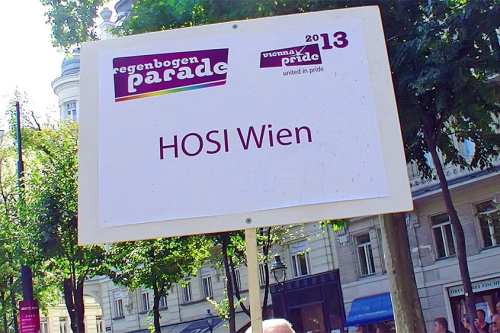 regenbogen
parade
2013
vienna
pride
united in pride
HOSI Wien